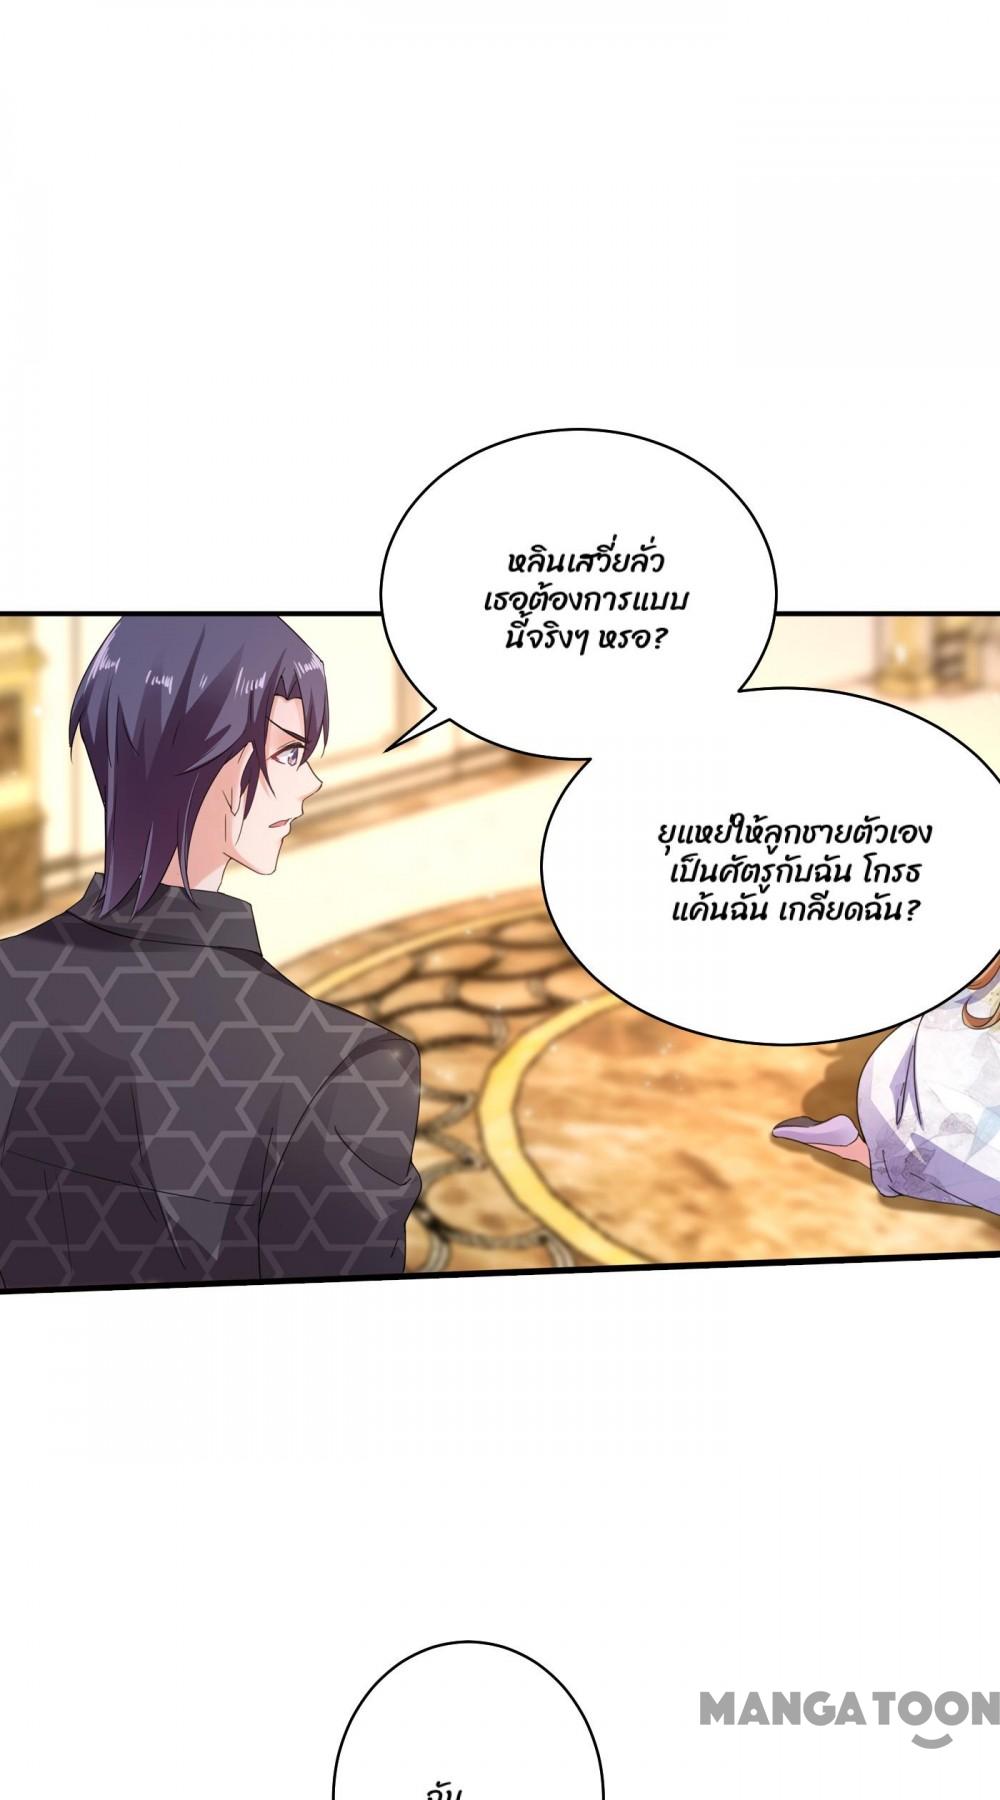 หลินเสวี่ยลั่ว
เธอต้องการแบบ
นี้จริงๆ หรอ?
ยุแหย่ให้ลูกชายตัวเอง
เป็นศัตรูกับฉัน โกรธ
แค้นฉัน เกลียดฉัน?
MANGATOON
ฉัน